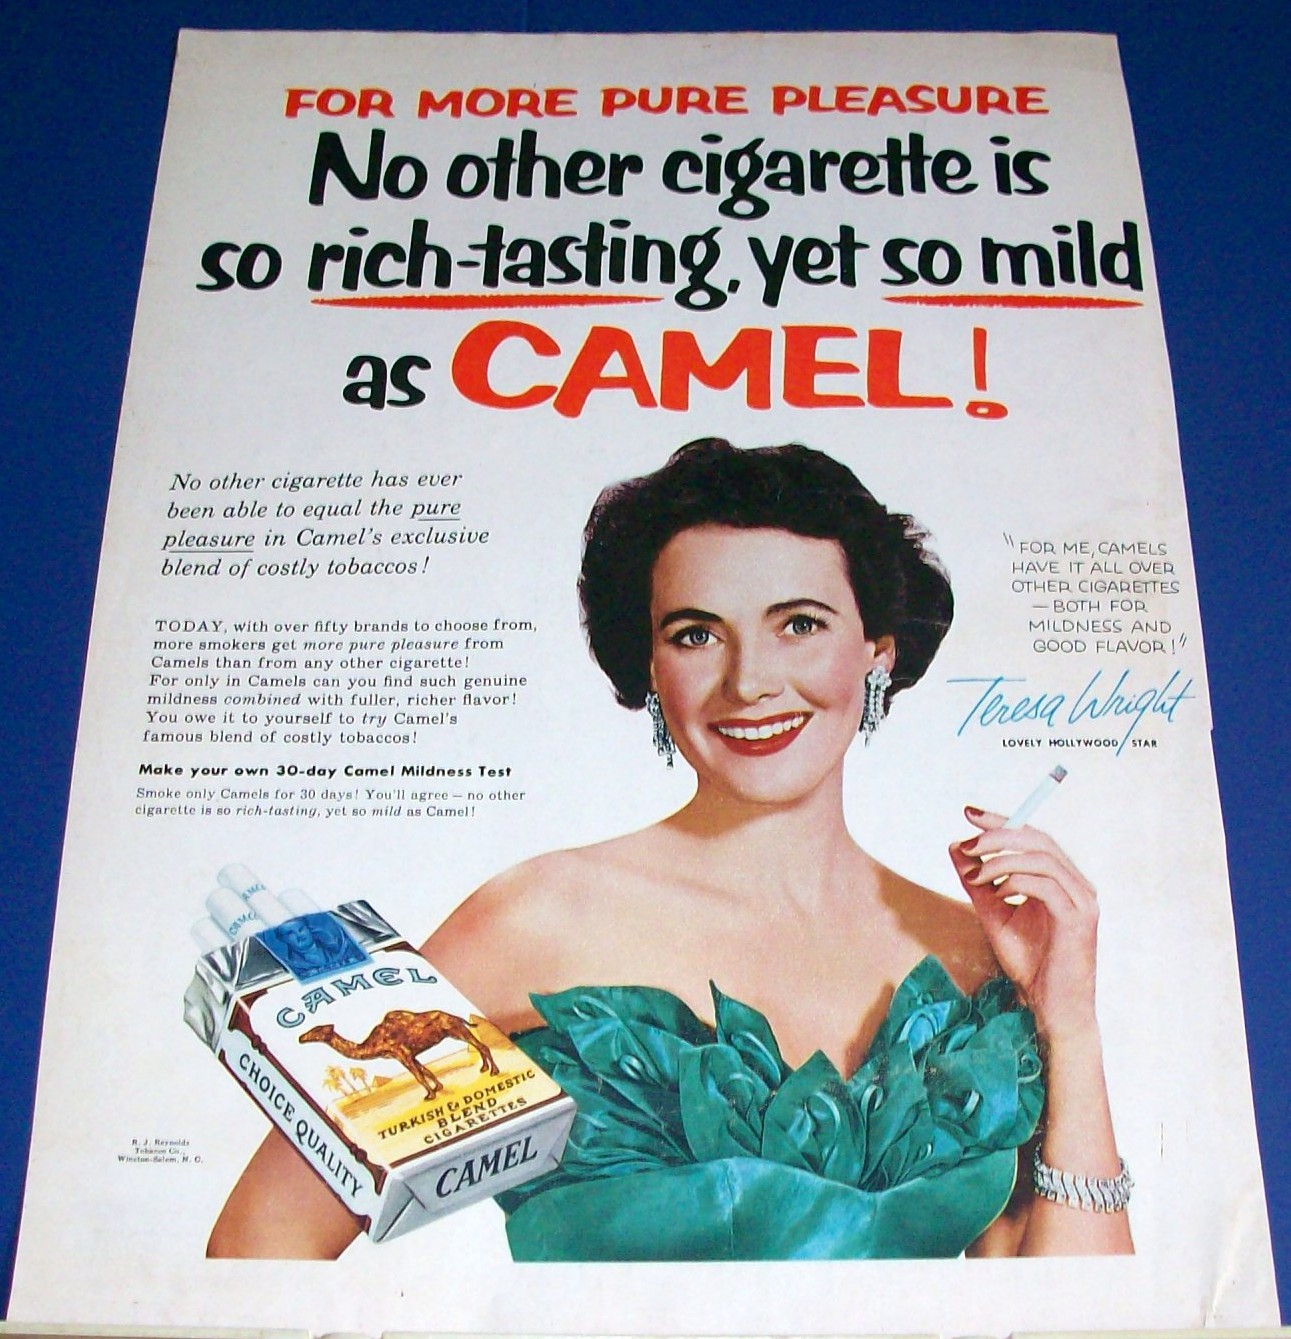 FOR MORE PURE PLEASURE
No other cigarette is
so rich-tasting, yet so mild
as CAMEL!
No other cigarette has ever
been able to equal the pure
pleasure in Camel's exclusive
blend of costly tobaccos!
TODAY, with over fifty brands to choose from,
more smokers get more pure pleasure from
Camels than from any other cigarette!
For only in Camels can you find such genuine
mildness combined with fuller, richer flavor!
You owe it to yourself to try Camel's
famous blend of costly tobaccos!
Make your own 30-day Camel Mildness Test
Smoke only Camels for 30 days! You'll agree — no other
cigarette is so rich-tasting, yet so mild as Camel!
"FOR ME, CAMELS
HAVE IT ALL OVER
OTHER CIGARETTES
— BOTH FOR
MILDNESS AND
GOOD FLAVOR!"
Teresa Wright
LOVELY HOLLYWOOD STAR
CAMEL
CAMEL
CAMEL
TURKISH & DOMESTIC
BLEND
CIGARETTES
CHOICE QUALITY
CAMEL
R. J. Reynolds
Tobacco Co.,
Winston-Salem, N. C.